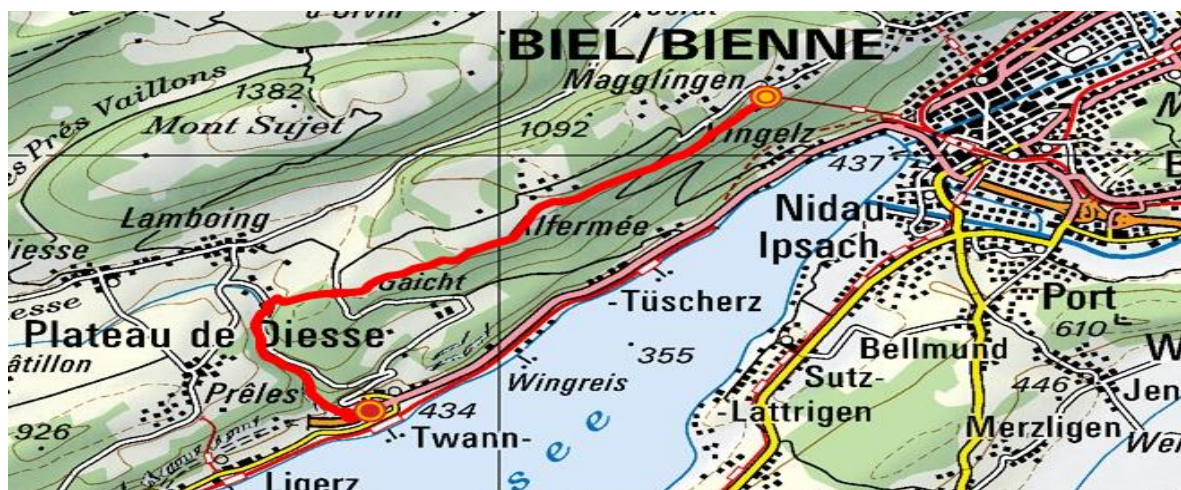 BIEL/BIENNE
Magglingen
Prés Vaillons
1382
Mont Sujet
1092
437
Lamboing
Alfermée
Nidau
Ipsach
Gaicht
-Tüscherz
Port
Plateau de Diesse
610
355
Bellmund
Wingreis
Sutz-
Prêles
446
434
-Lattrigen
Merzligen
926
Twann-
Ligerz
see